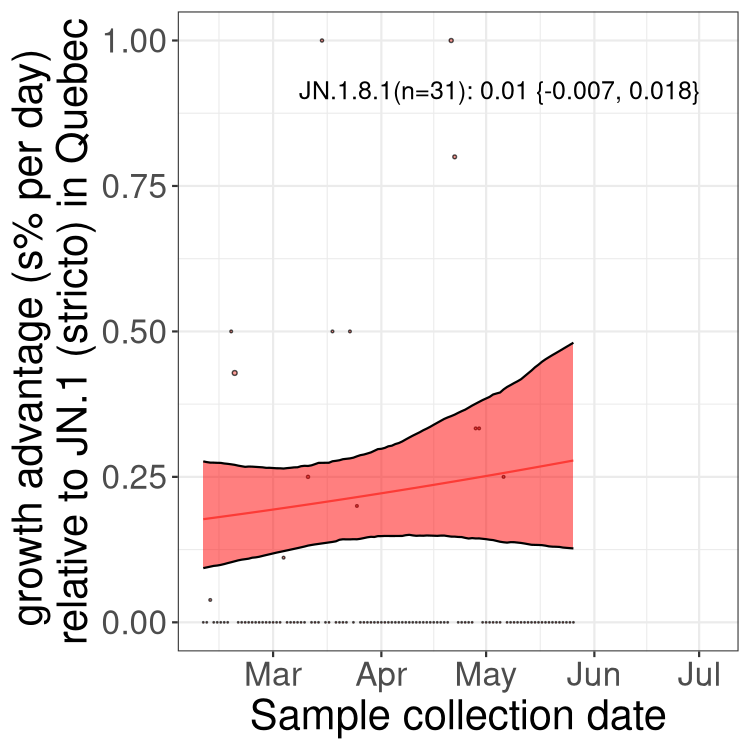 growth advantage (s% per day)
relative to JN.1 (stricto) in Quebec
1.00
0.75
0.50
0.25
0.00
JN.1.8.1(n=31): 0.01 {-0.007, 0.018}
Mar Apr May Jun Jul
Sample collection date